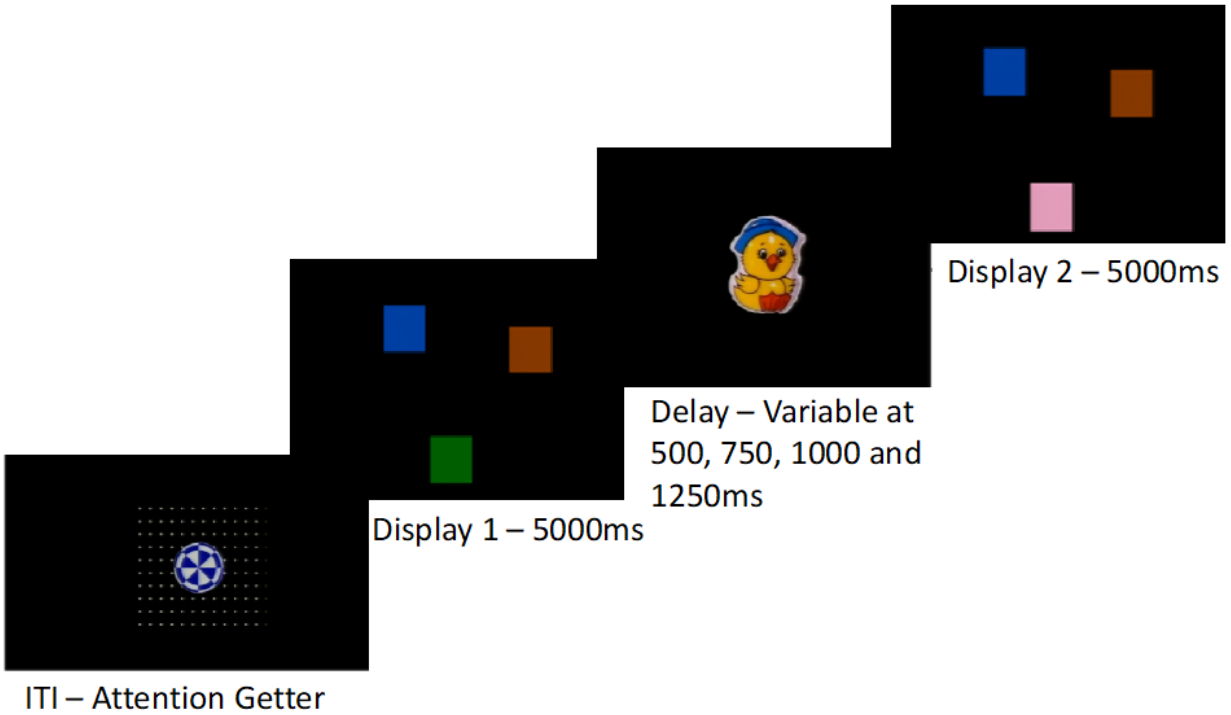 Display 2 – 5000ms
Delay – Variable at
500, 750, 1000 and
1250ms
Display 1 – 5000ms
ITI – Attention Getter